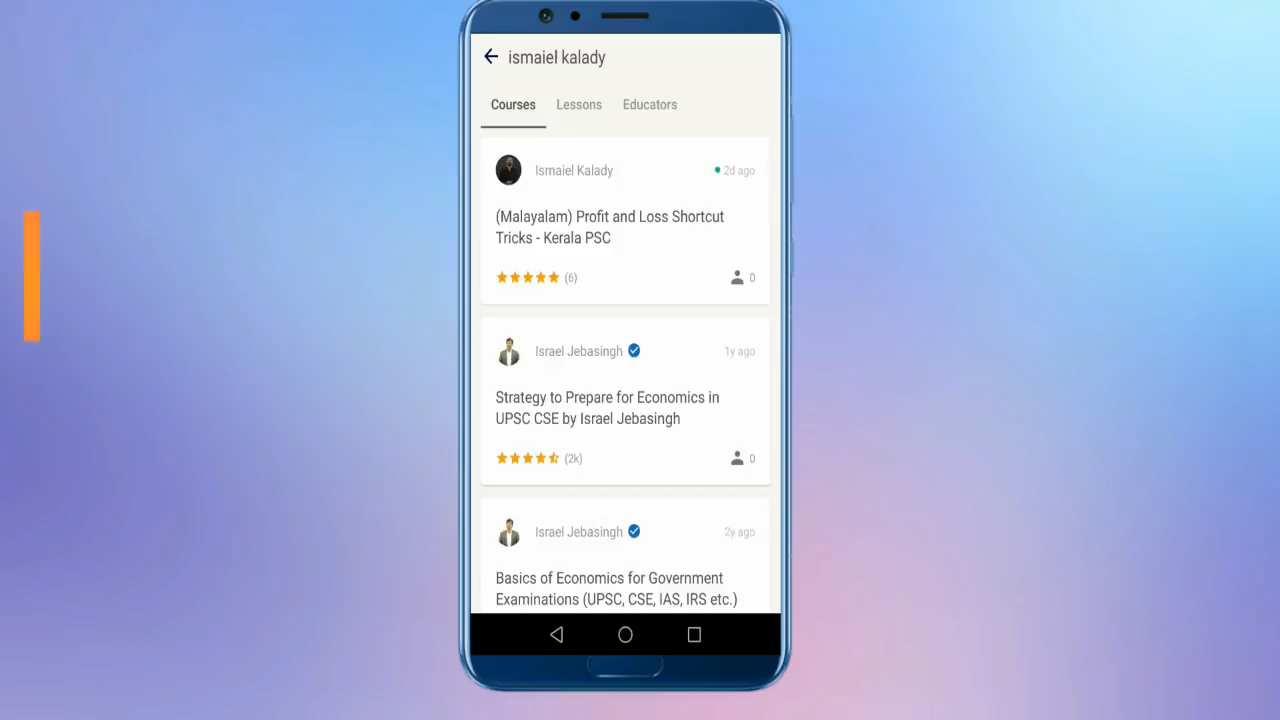 ismaiel kalady
Courses Lessons Educators
Ismaiel Kalady 2d ago
(Malayalam) Profit and Loss Shortcut
Tricks - Kerala PSC
(6) 0
Israel Jebasingh 1y ago
Strategy to Prepare for Economics in
UPSC CSE by Israel Jebasingh
(2k) 0
Israel Jebasingh 2y ago
Basics of Economics for Government
Examinations (UPSC, CSE, IAS, IRS etc.)